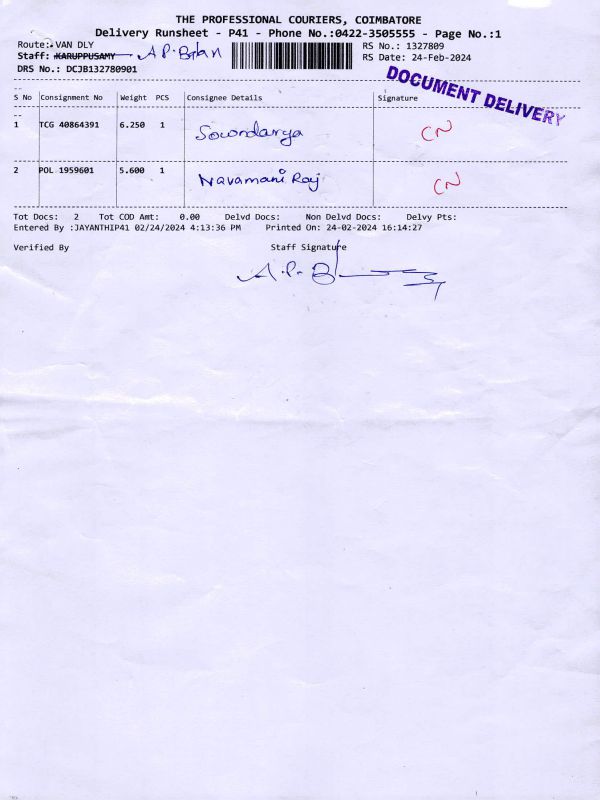 THE PROFESSIONAL COURIERS, COIMBATORE
Delivery Runsheet - P41 - Phone No.:0422-3505555 - Page No.:1
Route: VAN DLY
RS No.: 1327809
Staff: KARUPPUSAMY A.P. Brian
RS Date: 24-Feb-2024
DRS No.: DCJB132780901
DOCUMENT DELIVERY
S No Consignment No Weight PCS Consignee Details Signature
1 TCG 40864391 6.250 1 Sowndarya CN
2 POL 1959601 5.600 1 Navamani Raj CN
Tot Docs: 2 Tot COD Amt: 0.00 Delvd Docs: Non Delvd Docs: Delvy Pts:
Entered By :JAYANTHIP41 02/24/2024 4:13:36 PM Printed On: 24-02-2024 16:14:27
Verified By Staff Signature
A.P.